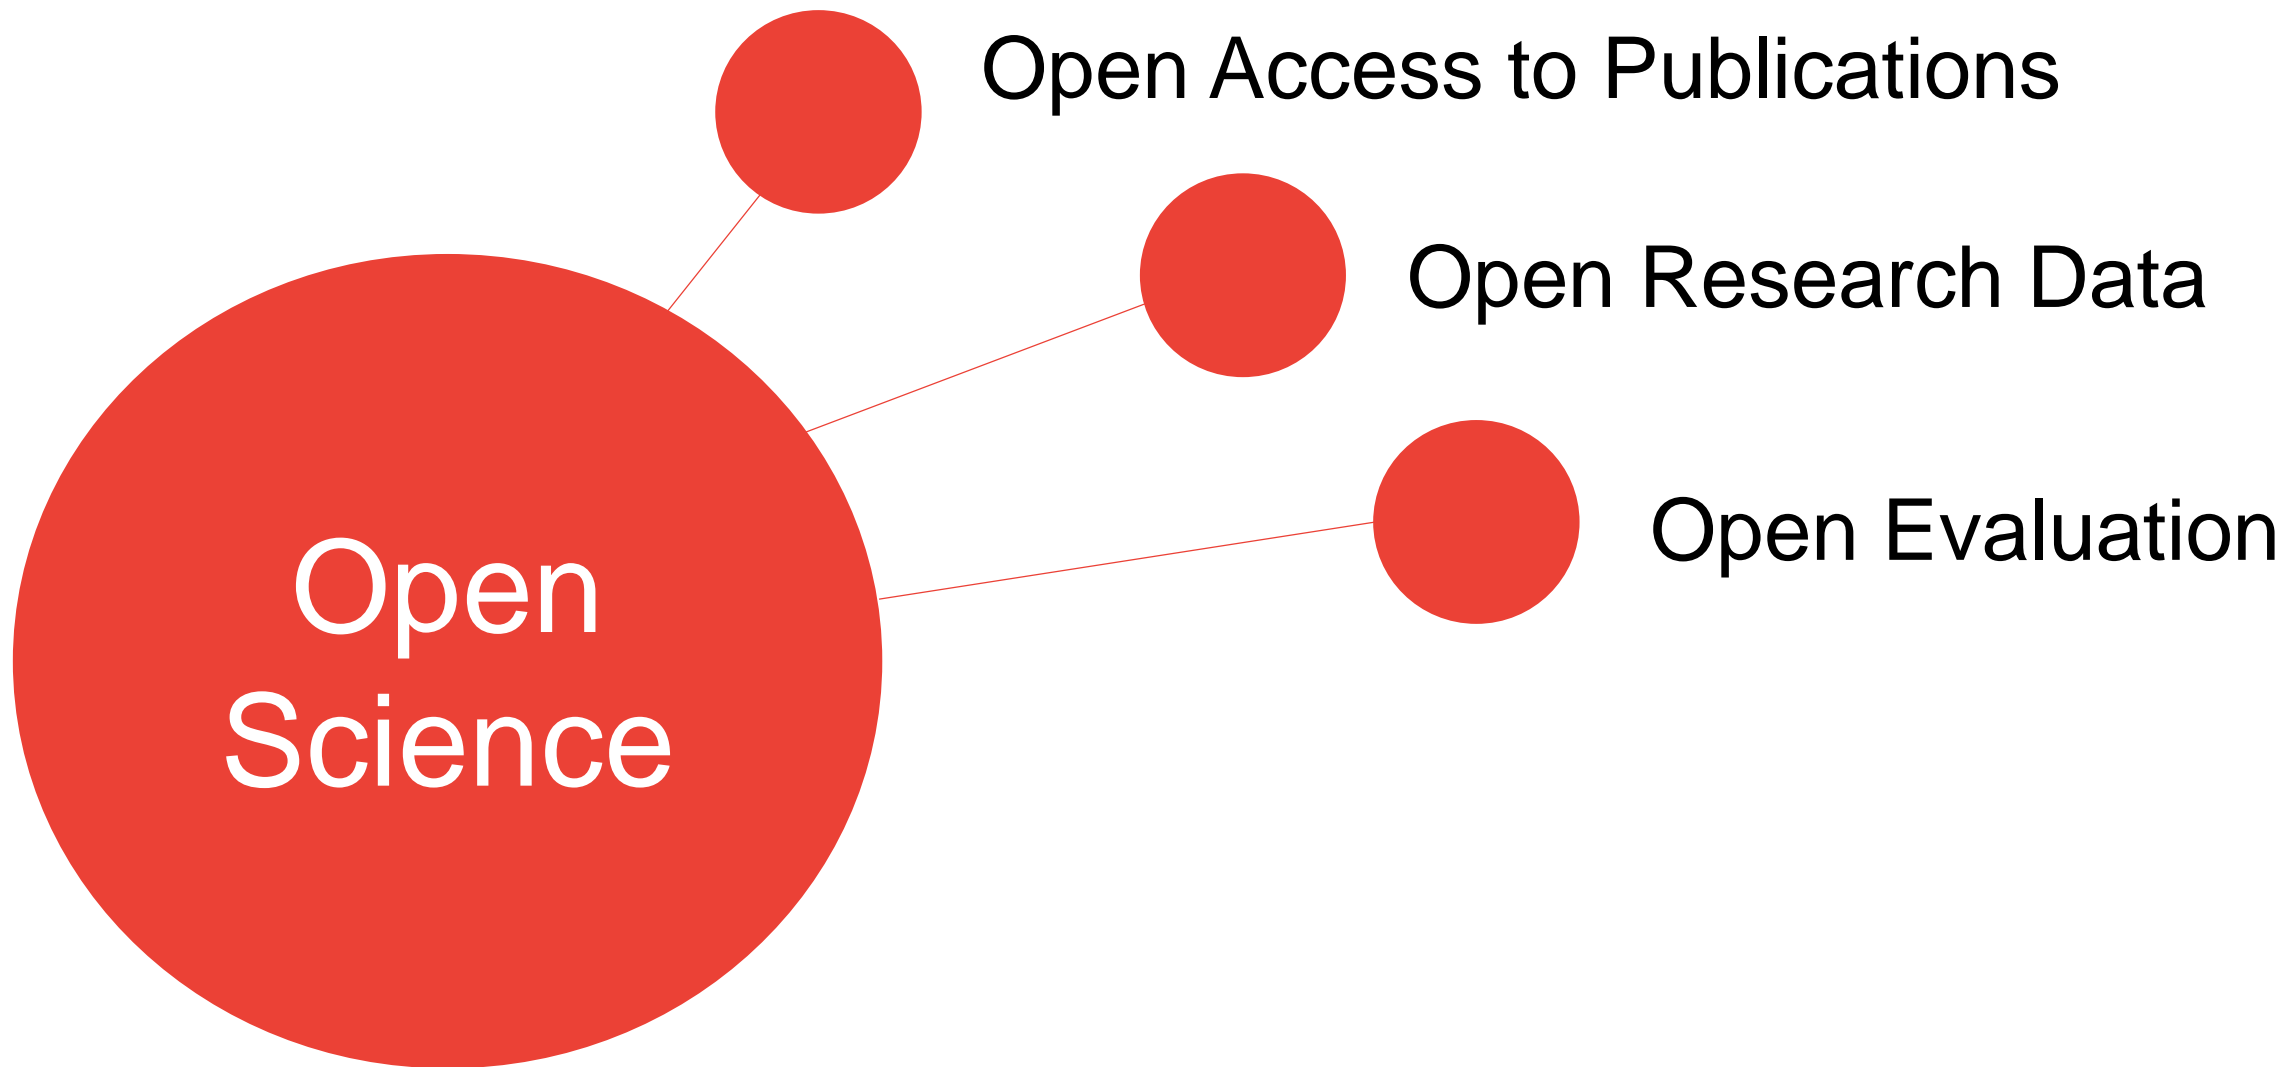 Open Access to Publications
Open Research Data
Open Evaluation
Open
Science